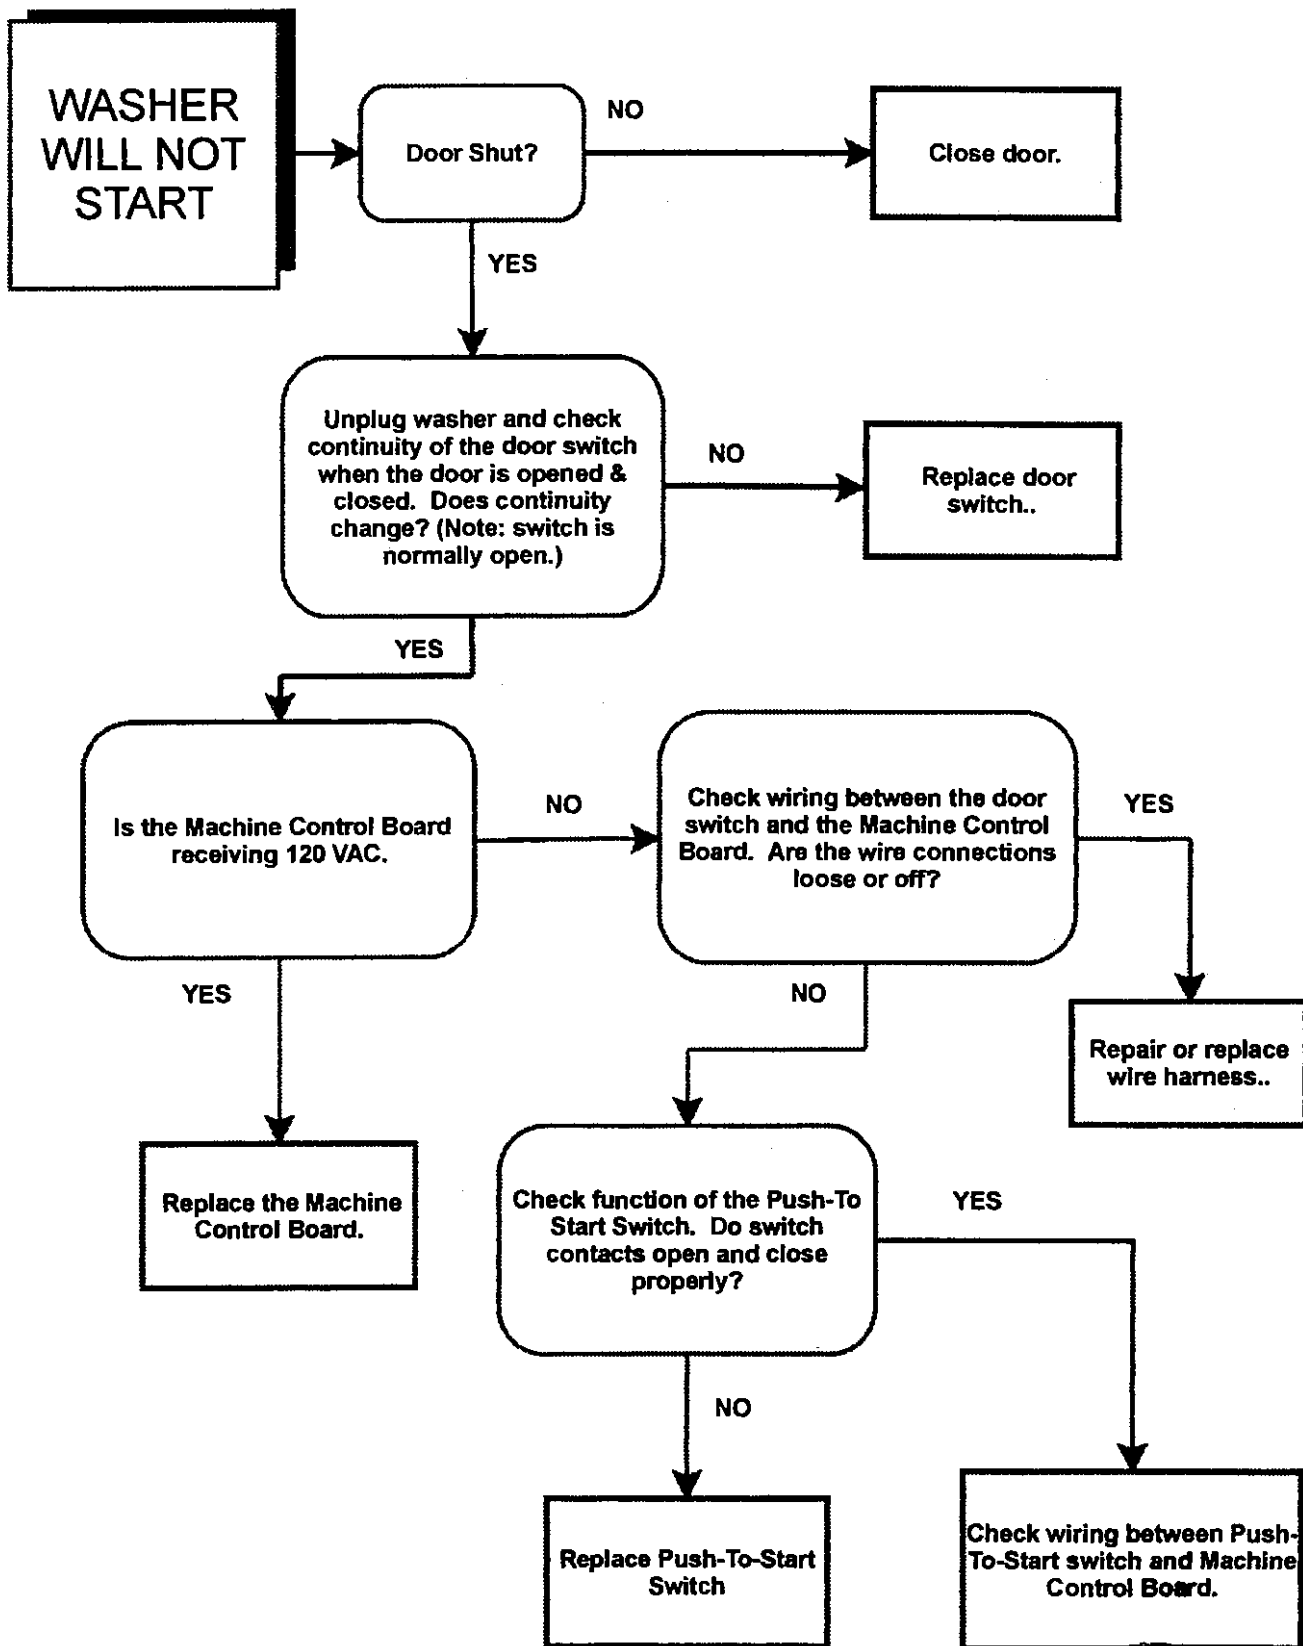 WASHER
WILL NOT
START
Door Shut?
NO
Close door.
YES
Unplug washer and check
continuity of the door switch
when the door is opened &
closed.  Does continuity
change? (Note: switch is
normally open.)
NO
Replace door
switch..
YES
Is the Machine Control Board
receiving 120 VAC.
NO
Check wiring between the door
switch and the Machine Control
Board.  Are the wire connections
loose or off?
YES
Repair or replace
wire harness..
YES
Replace the Machine
Control Board.
NO
Check function of the Push-To
Start Switch.  Do switch
contacts open and close
properly?
YES
Check wiring between Push-
To-Start switch and Machine
Control Board.
NO
Replace Push-To-Start
Switch